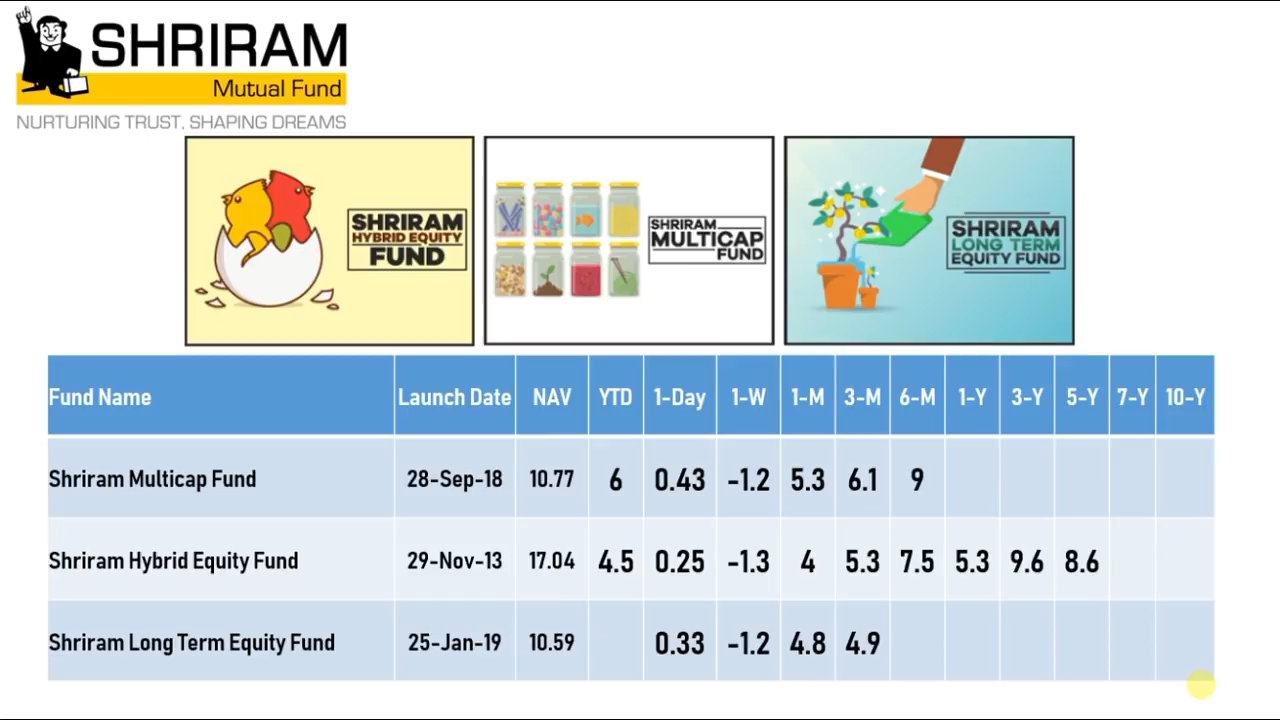 SHRIRAM
Mutual Fund
NURTURING TRUST, SHAPING DREAMS
SHRIRAM
HYBRID EQUITY
FUND
SHRIRAM
MULTICAP
FUND
SHRIRAM
LONG TERM
EQUITY FUND
Fund Name Launch Date NAV YTD 1-Day 1-W 1-M 3-M 6-M 1-Y 3-Y 5-Y 7-Y 10-Y
Shriram Multicap Fund 28-Sep-18 10.77 6 0.43 -1.2 5.3 6.1 9
Shriram Hybrid Equity Fund 29-Nov-13 17.04 4.5 0.25 -1.3 4 5.3 7.5 5.3 9.6 8.6
Shriram Long Term Equity Fund 25-Jan-19 10.59 0.33 -1.2 4.8 4.9